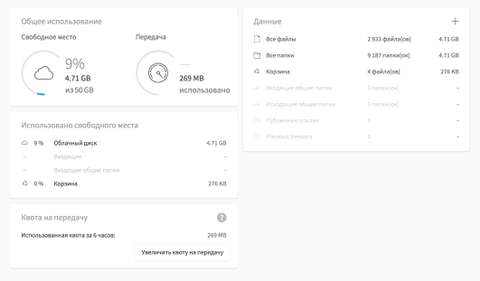 Общее использование
Свободное место
9%
4.71 GB
из 50 GB
Передача
—
269 MB
использовано
Использовано свободного места
9 % Облачный диск 4.71 GB
Входящие -
Входящие общие папки -
0 % Корзина 276 KB
Квота на передачу ?
Использованная квота за 6 часов: 269 MB
Увеличить квоту на передачу
Данные +
Все файлы 2 933 файла(ов) 4.71 GB
Все папки 9 187 папки(ок) 4.71 GB
Корзина 4 файла(ов) 276 KB
Входящие общие папки 0 папки(ок) -
Исходящие общие папки 0 папки(ок) -
Публичные ссылки 0 -